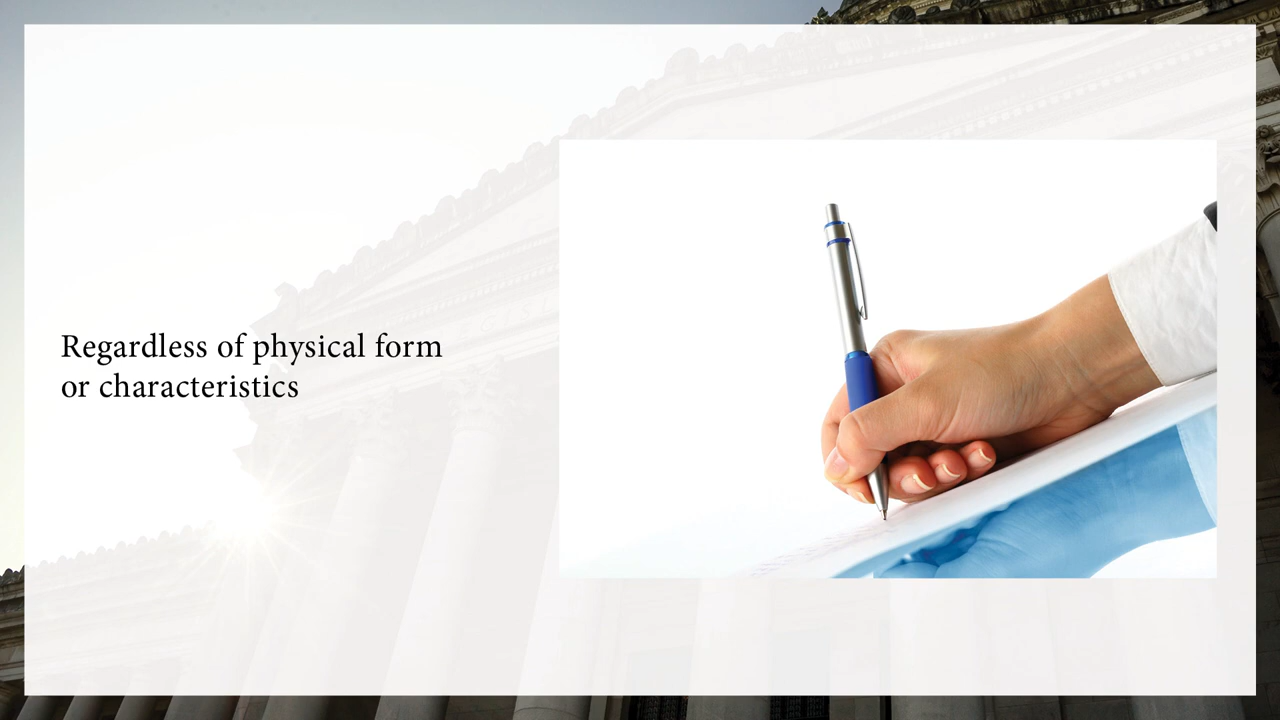 Regardless of physical form
or characteristics